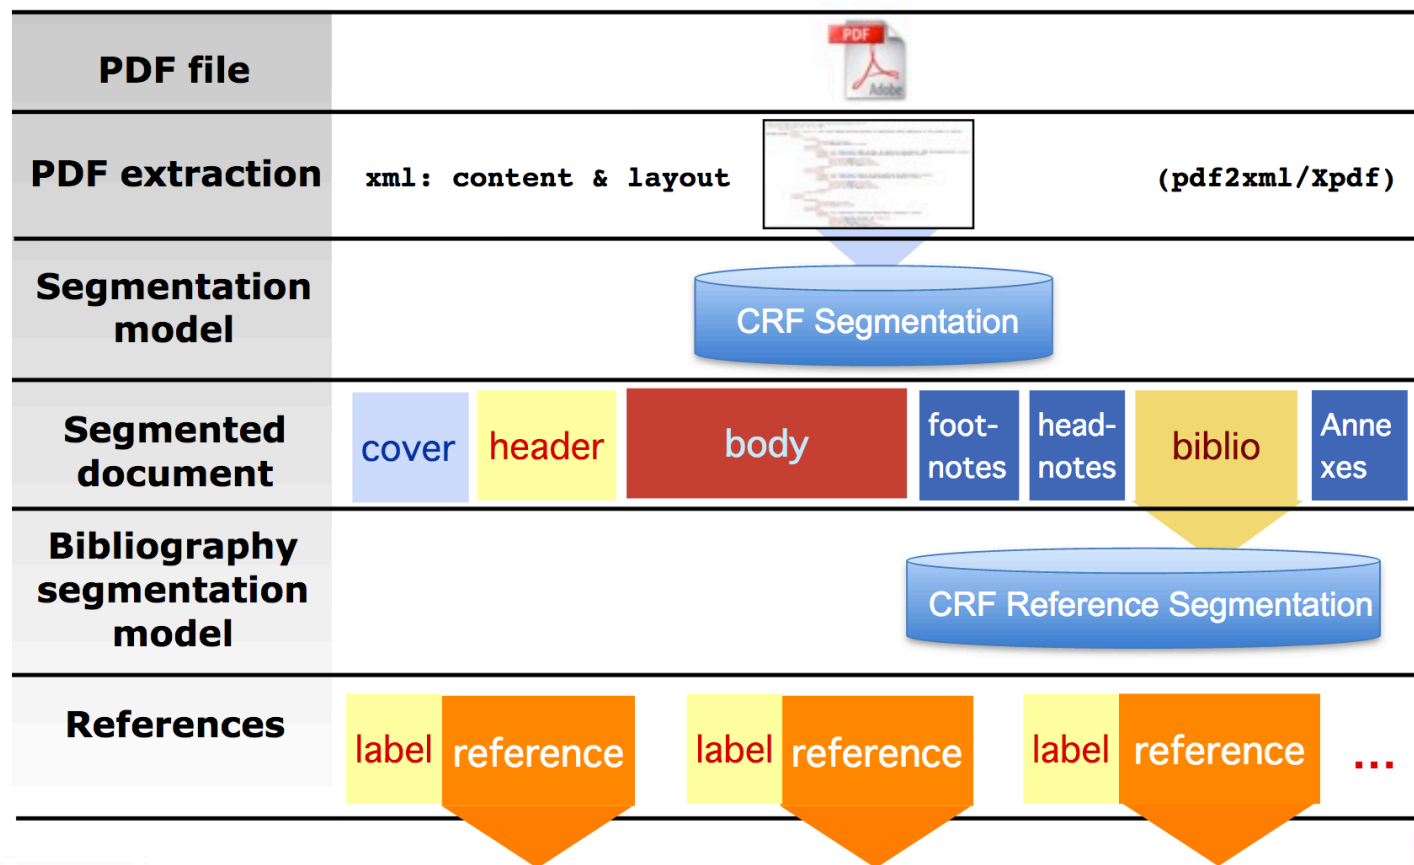 PDF file
PDF
Adobe
PDF extraction
xml: content & layout
(pdf2xml/Xpdf)
Segmentation
model
CRF Segmentation
Segmented
document
cover
header
body
foot-
notes
head-
notes
biblio
Anne
xes
Bibliography
segmentation
model
CRF Reference Segmentation
References
label
reference
label
reference
label
reference
...